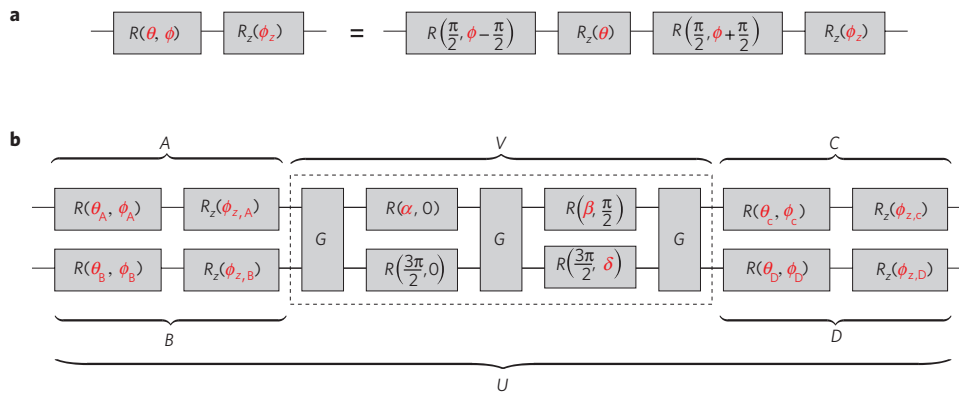 a
R(θ, ϕ) R_z(ϕ_z) = R(π/2, ϕ − π/2) R_z(θ) R(π/2, ϕ + π/2) R_z(ϕ_z)
b
A V C
R(θ_A, ϕ_A) R_z(ϕ_z,A) G R(α, 0) G R(β, π/2) G R(θ_c, ϕ_c) R_z(ϕ_z,c)
R(θ_B, ϕ_B) R_z(ϕ_z,B) R(3π/2, 0) R(3π/2, δ) R(θ_D, ϕ_D) R_z(ϕ_z,D)
B D
U